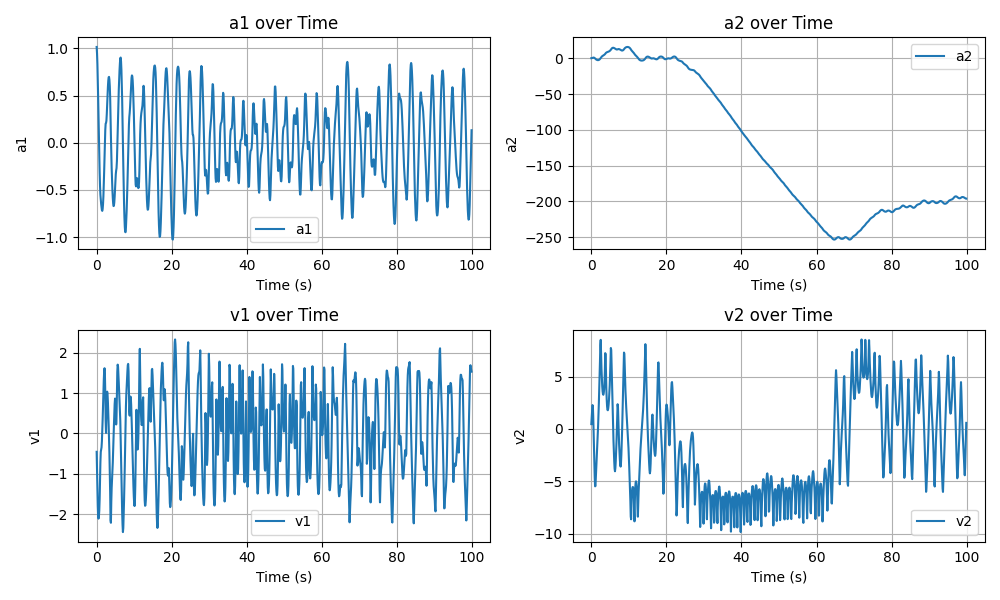 a1 over Time
a1
1.0
0.5
0.0
−0.5
−1.0
a1
0 20 40 60 80 100
Time (s)
a2 over Time
a2
0
−50
−100
−150
−200
−250
a2
0 20 40 60 80 100
Time (s)
v1 over Time
v1
2
1
0
−1
−2
v1
0 20 40 60 80 100
Time (s)
v2 over Time
v2
5
0
−5
−10
v2
0 20 40 60 80 100
Time (s)